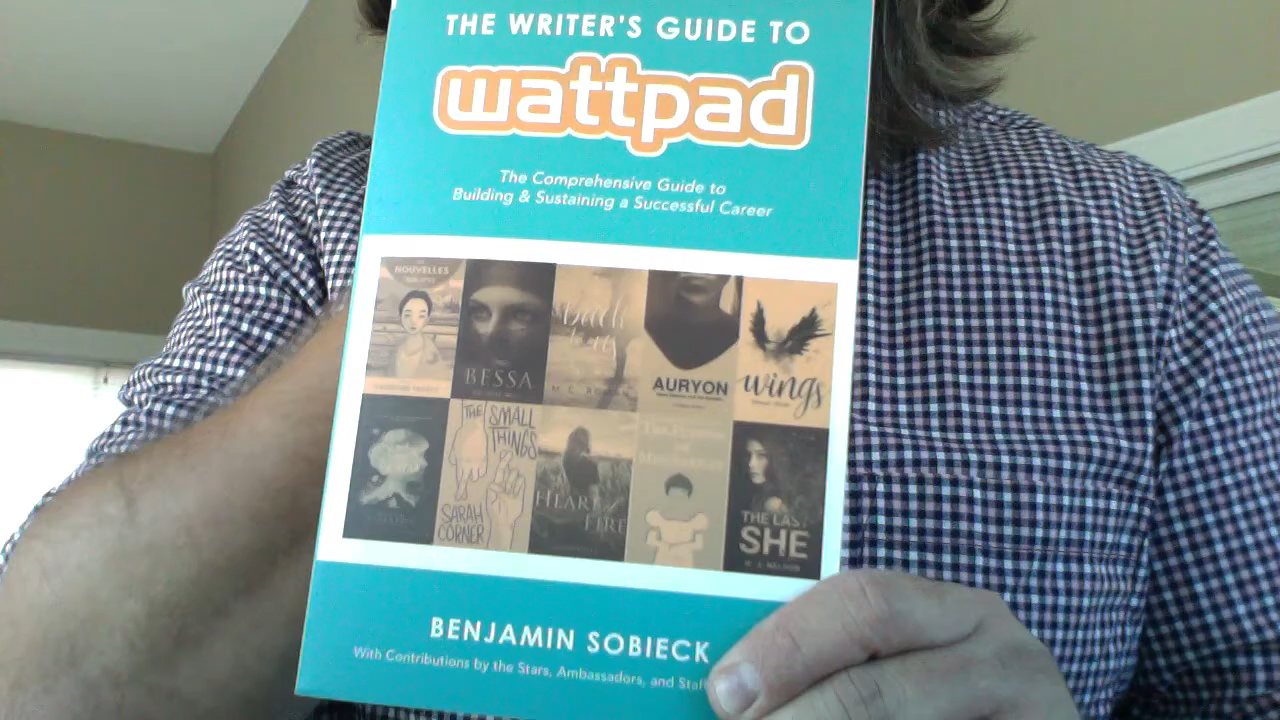 THE WRITER'S GUIDE TO
wattpad
The Comprehensive Guide to
Building & Sustaining a Successful Career
NOUVELLES
BESSA
AURYON
wings
THE SMALL
THINGS
SARAH
CORNER
HEART OF
FIRE
THE LAST
SHE
BENJAMIN SOBIECK
With Contributions by the Stars, Ambassadors, and